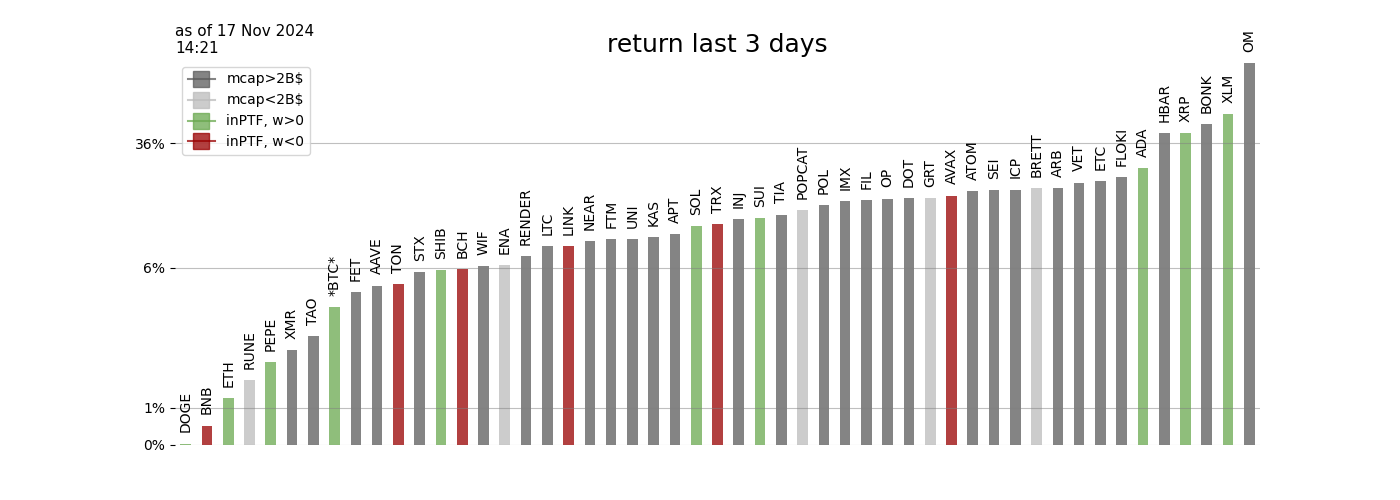 as of 17 Nov 2024
14:21
return last 3 days
mcap>2B$
mcap<2B$
inPTF, w>0
inPTF, w<0
36%
6%
1%
0%
DOGE
BNB
ETH
RUNE
PEPE
XMR
TAO
*BTC*
FET
AAVE
TON
STX
SHIB
BCH
WIF
ENA
RENDER
LTC
LINK
NEAR
FTM
UNI
KAS
APT
SOL
TRX
INJ
SUI
TIA
POPCAT
POL
IMX
FIL
OP
DOT
GRT
AVAX
ATOM
SEI
ICP
BRETT
ARB
VET
ETC
FLOKI
ADA
HBAR
XRP
BONK
XLM
OM